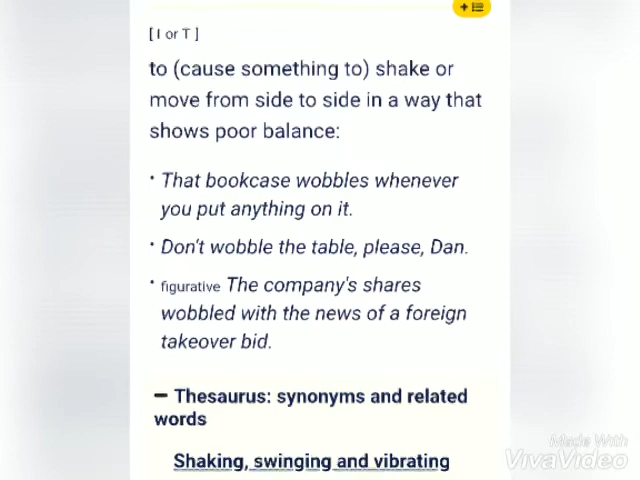 [ I or T ]
to (cause something to) shake or
move from side to side in a way that
shows poor balance:
• That bookcase wobbles whenever
you put anything on it.
• Don't wobble the table, please, Dan.
• figurative The company's shares
wobbled with the news of a foreign
takeover bid.
– Thesaurus: synonyms and related
words
Shaking, swinging and vibrating
Made With
VivaVideo